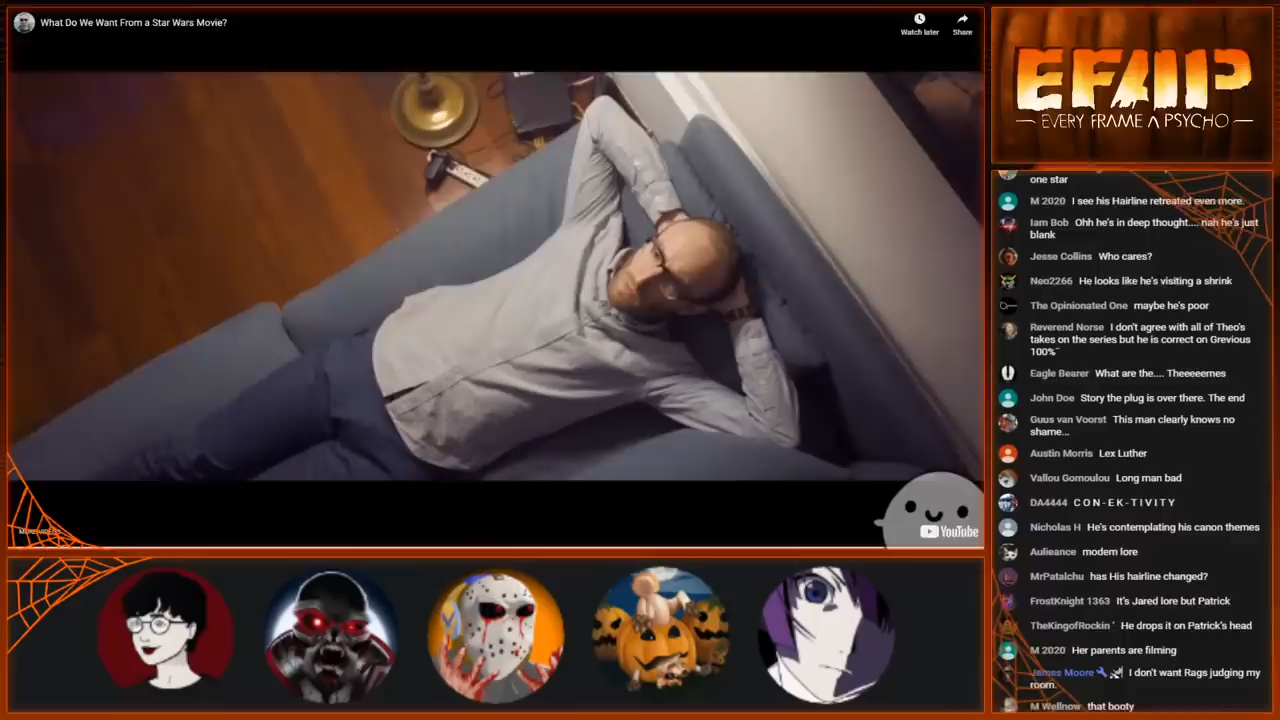 What Do We Want From a Star Wars Movie?
Watch later
Share
YouTube
EFAP
EVERY FRAME A PSYCHO
one star
M 2020 I see his Hairline retreated even more.
Iam Bob Ohh he's in deep thought.... nah he's just
blank
Jesse Collins Who cares?
Neo2266 He looks like he's visiting a shrink
The Opinionated One maybe he's poor
Reverend Norse I don't agree with all of Theo's
takes on the series but he is correct on Grevious
100%"
Eagle Bearer What are the.... Theeeeemes
John Doe Story the plug is over there. The end
Guus van Voorst This man clearly knows no
shame...
Austin Morris Lex Luther
Vallou Gomoulou Long man bad
DA4444 C O N - E K - T I V I T Y
Nicholas H He's contemplating his canon themes
Aulieance modern lore
MrPatalchu has His hairline changed?
FrostKnight 1363 It's Jared lore but Patrick
TheKingofRockin ' He drops it on Patrick's head
M 2020 Her parents are filming
James Moore I don't want Rags judging my
room.
M Wellnow that booty